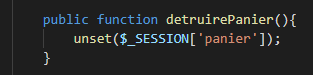 public function detruirePanier(){
unset($_SESSION['panier']);
}